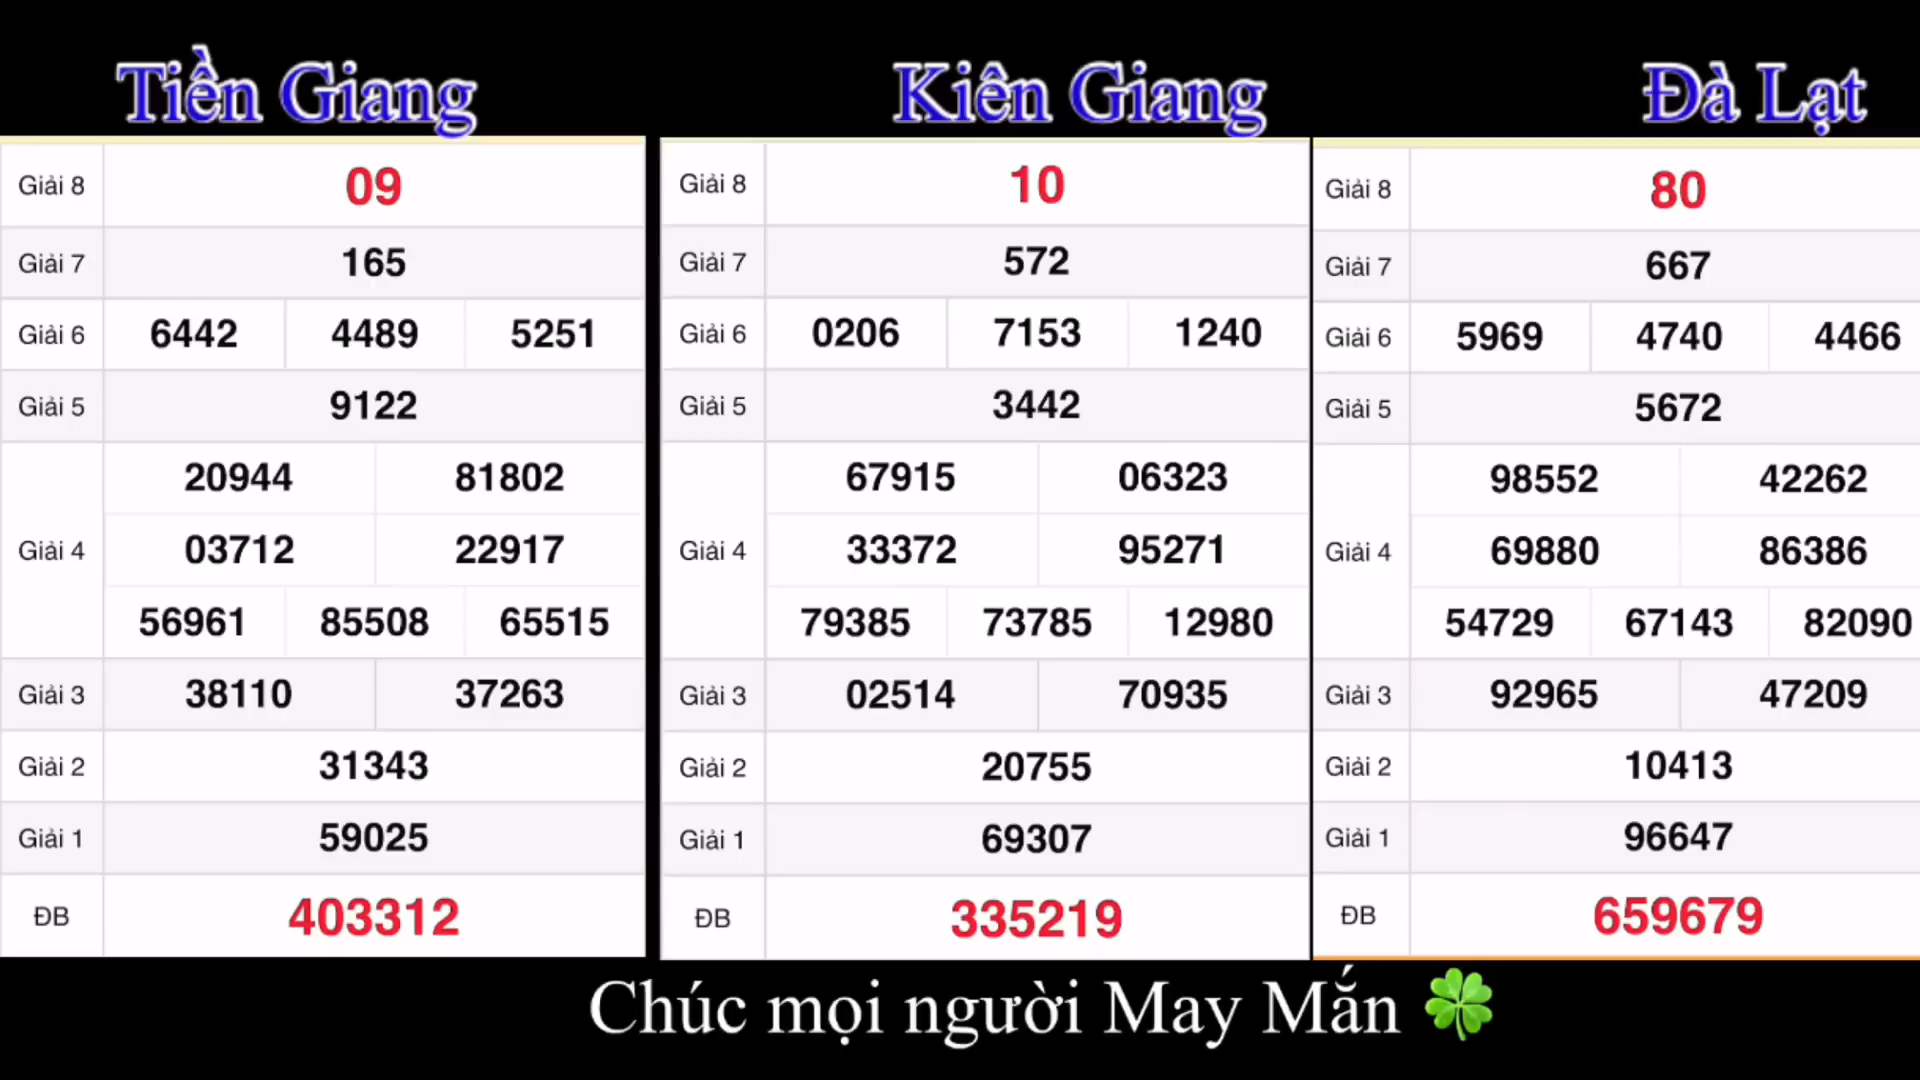 Tiền Giang
Giải 8 09
Giải 7 165
Giải 6 6442 4489 5251
Giải 5 9122
20944 81802
Giải 4 03712 22917
56961 85508 65515
Giải 3 38110 37263
Giải 2 31343
Giải 1 59025
ĐB 403312
Kiên Giang
Giải 8 10
Giải 7 572
Giải 6 0206 7153 1240
Giải 5 3442
67915 06323
Giải 4 33372 95271
79385 73785 12980
Giải 3 02514 70935
Giải 2 20755
Giải 1 69307
ĐB 335219
Đà Lạt
Giải 8 80
Giải 7 667
Giải 6 5969 4740 4466
Giải 5 5672
98552 42262
Giải 4 69880 86386
54729 67143 82090
Giải 3 92965 47209
Giải 2 10413
Giải 1 96647
ĐB 659679
Chúc mọi người May Mắn 🍀